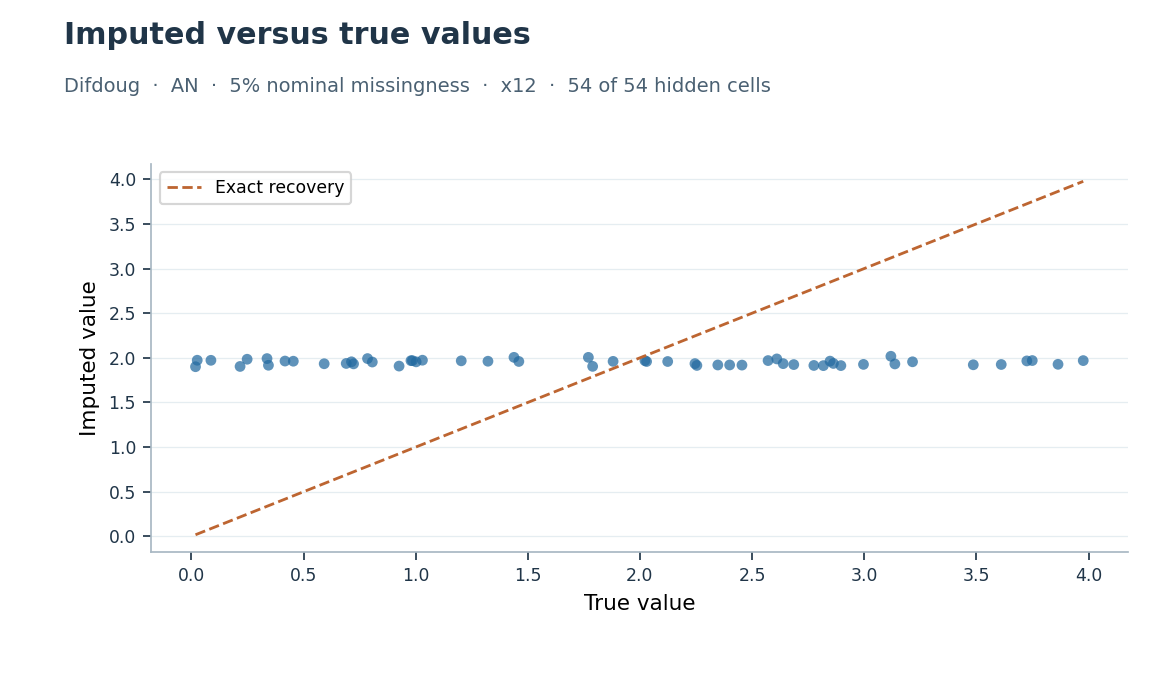 Imputed versus true values
Difdoug · AN · 5% nominal missingness · x12 · 54 of 54 hidden cells
Exact recovery
4.0
3.5
3.0
2.5
2.0
1.5
1.0
0.5
0.0
Imputed value
0.0 0.5 1.0 1.5 2.0 2.5 3.0 3.5 4.0
True value